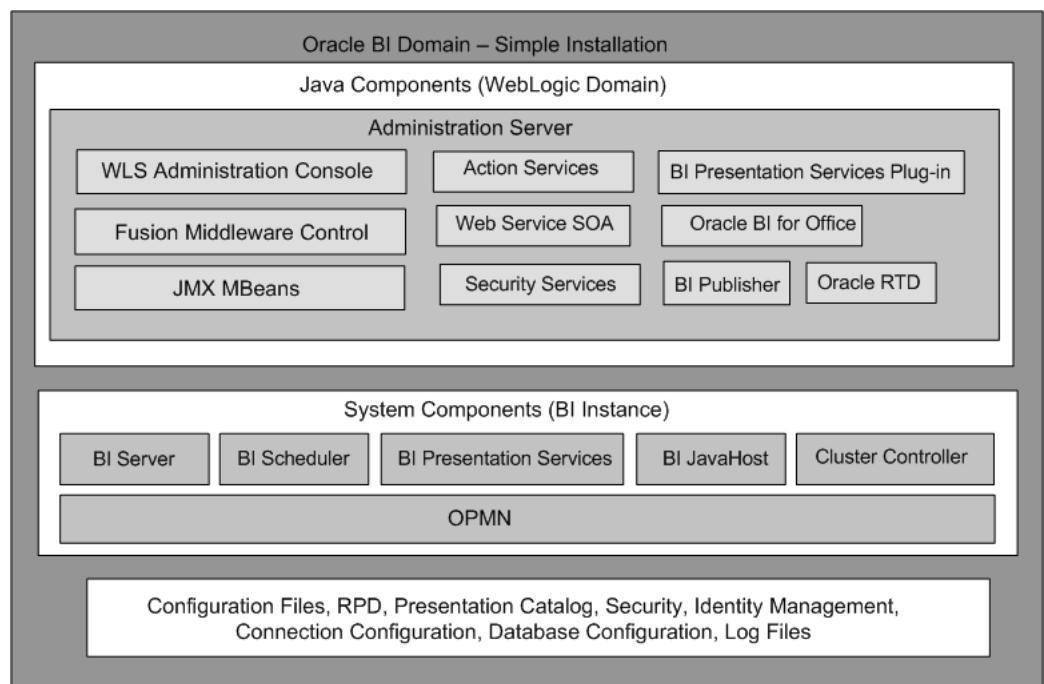 Oracle BI Domain – Simple Installation
Java Components (WebLogic Domain)
Administration Server
WLS Administration Console
Action Services
BI Presentation Services Plug-in
Fusion Middleware Control
Web Service SOA
Oracle BI for Office
JMX MBeans
Security Services
BI Publisher
Oracle RTD
System Components (BI Instance)
BI Server
BI Scheduler
BI Presentation Services
BI JavaHost
Cluster Controller
OPMN
Configuration Files, RPD, Presentation Catalog, Security, Identity Management,
Connection Configuration, Database Configuration, Log Files